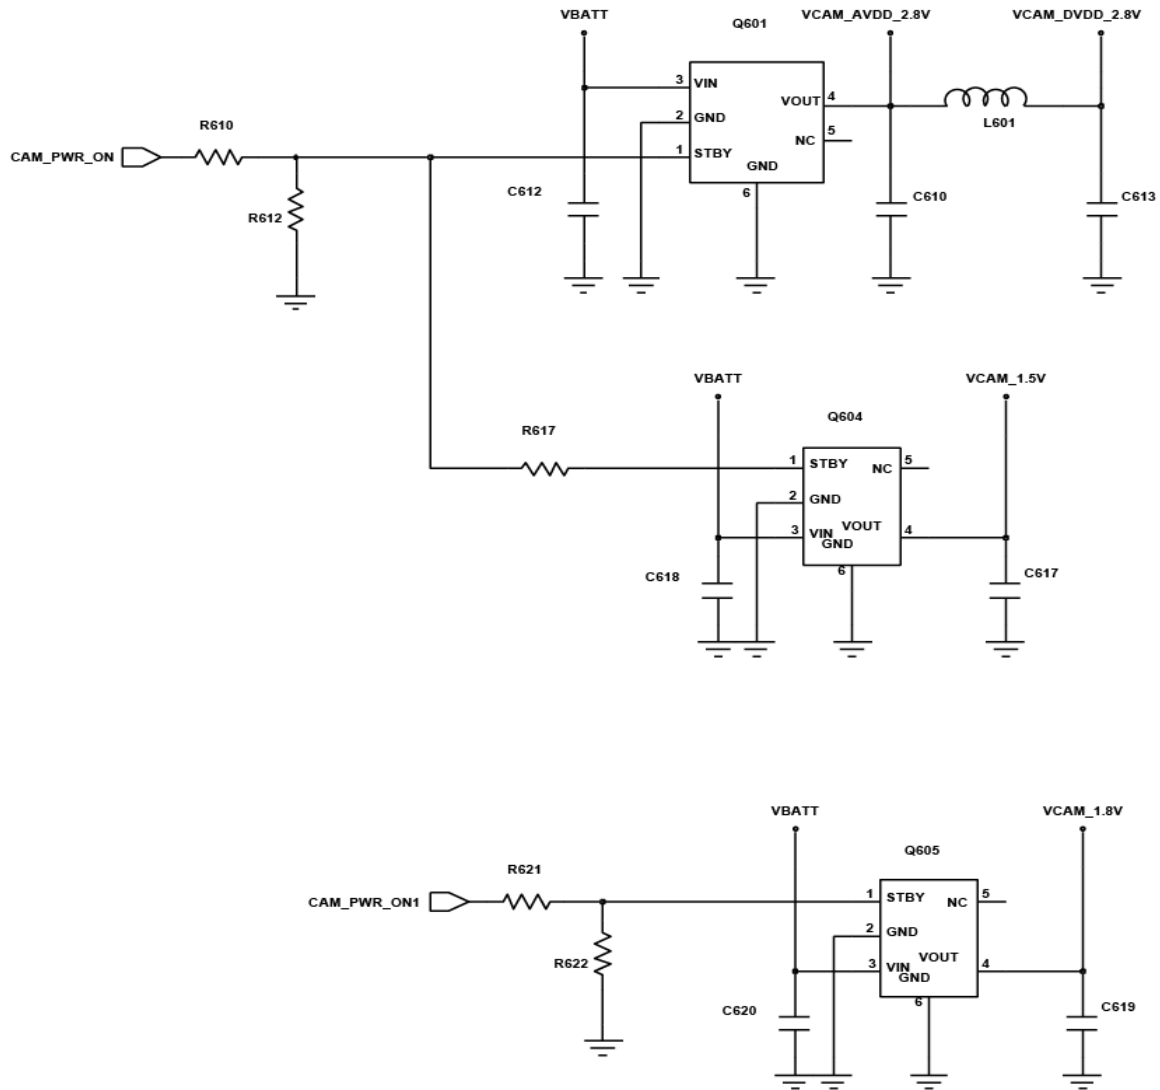 VBATT
Q601
VCAM_AVDD_2.8V
VCAM_DVDD_2.8V
3 VIN
VOUT 4
2 GND
L601
R610
5
NC
CAM_PWR_ON
1 STBY
GND
6
C612
C610
C613
R612
VBATT
VCAM_1.5V
Q604
R617
1 STBY
NC 5
2 GND
3 VIN
VOUT
4
GND
6
C618
C617
VBATT
VCAM_1.8V
Q605
R621
1 STBY
NC 5
CAM_PWR_ON1
2 GND
R622
3 VIN
VOUT
4
GND
6
C620
C619